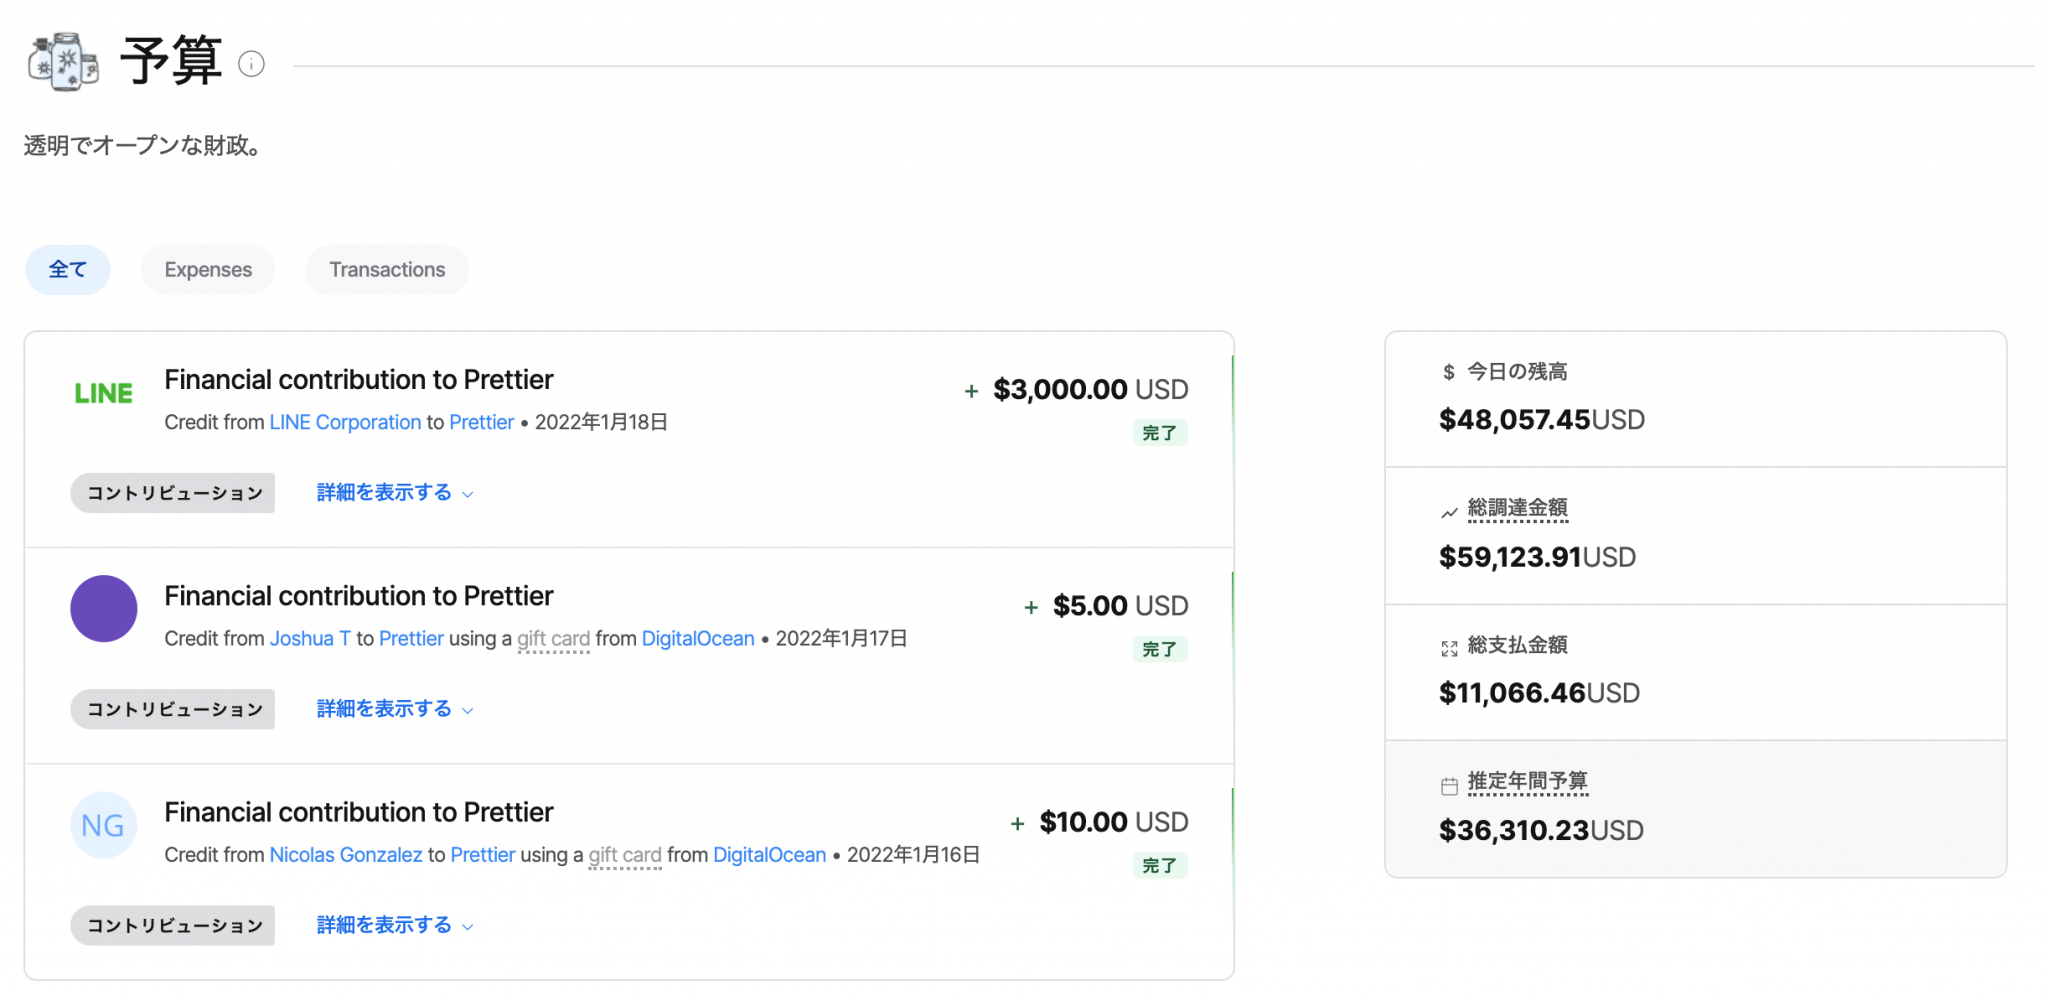 予算
透明でオープンな財政。
全て
Expenses
Transactions
LINE
Financial contribution to Prettier
Credit from LINE Corporation to Prettier • 2022年1月18日
+ $3,000.00 USD
完了
コントリビューション
詳細を表示する
Financial contribution to Prettier
Credit from Joshua T to Prettier using a gift card from DigitalOcean • 2022年1月17日
+ $5.00 USD
完了
コントリビューション
詳細を表示する
NG
Financial contribution to Prettier
Credit from Nicolas Gonzalez to Prettier using a gift card from DigitalOcean • 2022年1月16日
+ $10.00 USD
完了
コントリビューション
詳細を表示する
$ 今日の残高
$48,057.45USD
総調達金額
$59,123.91USD
総支払金額
$11,066.46USD
推定年間予算
$36,310.23USD